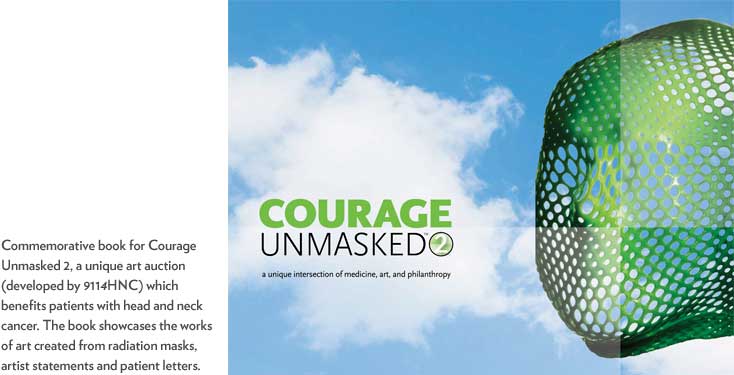 Commemorative book for Courage
Unmasked 2, a unique art auction
(developed by 9114HNC) which
benefits patients with head and neck
cancer. The book showcases the works
of art created from radiation masks,
artist statements and patient letters.
COURAGE
UNMASKED™2
a unique intersection of medicine, art, and philanthropy